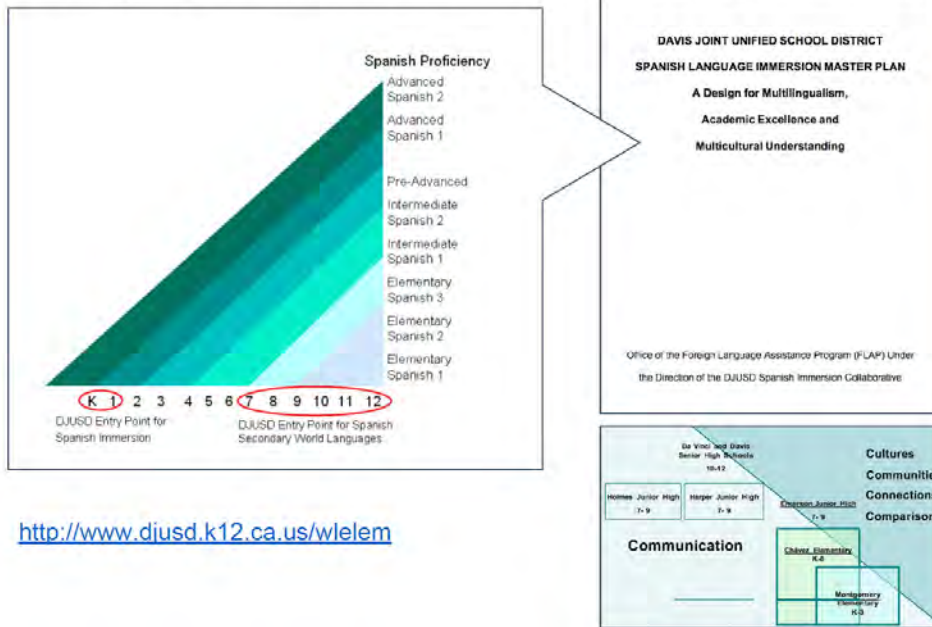 Spanish Proficiency
Advanced
Spanish 2
Advanced
Spanish 1
Pre-Advanced
Intermediate
Spanish 2
Intermediate
Spanish 1
Elementary
Spanish 3
Elementary
Spanish 2
Elementary
Spanish 1
K 1 2 3 4 5 6 7 8 9 10 11 12
DJUSD Entry Point for
Spanish Immersion
DJUSD Entry Point for Spanish
Secondary World Languages
http://www.djusd.k12.ca.us/wlelem
DAVIS JOINT UNIFIED SCHOOL DISTRICT
SPANISH LANGUAGE IMMERSION MASTER PLAN
A Design for Multilingualism,
Academic Excellence and
Multicultural Understanding
Office of the Foreign Language Assistance Program (FLAP) Under
the Direction of the DJUSD Spanish Immersion Collaborative
Da Vinci and Davis
Senior High Schools
10-12
Holmes Junior High
7- 9
Harper Junior High
7- 9
Emerson Junior High
7- 9
Cultures
Communitie
Connection
Comparison
Communication
Chávez Elementary
K-6
Montgomery
Elementary
K-3